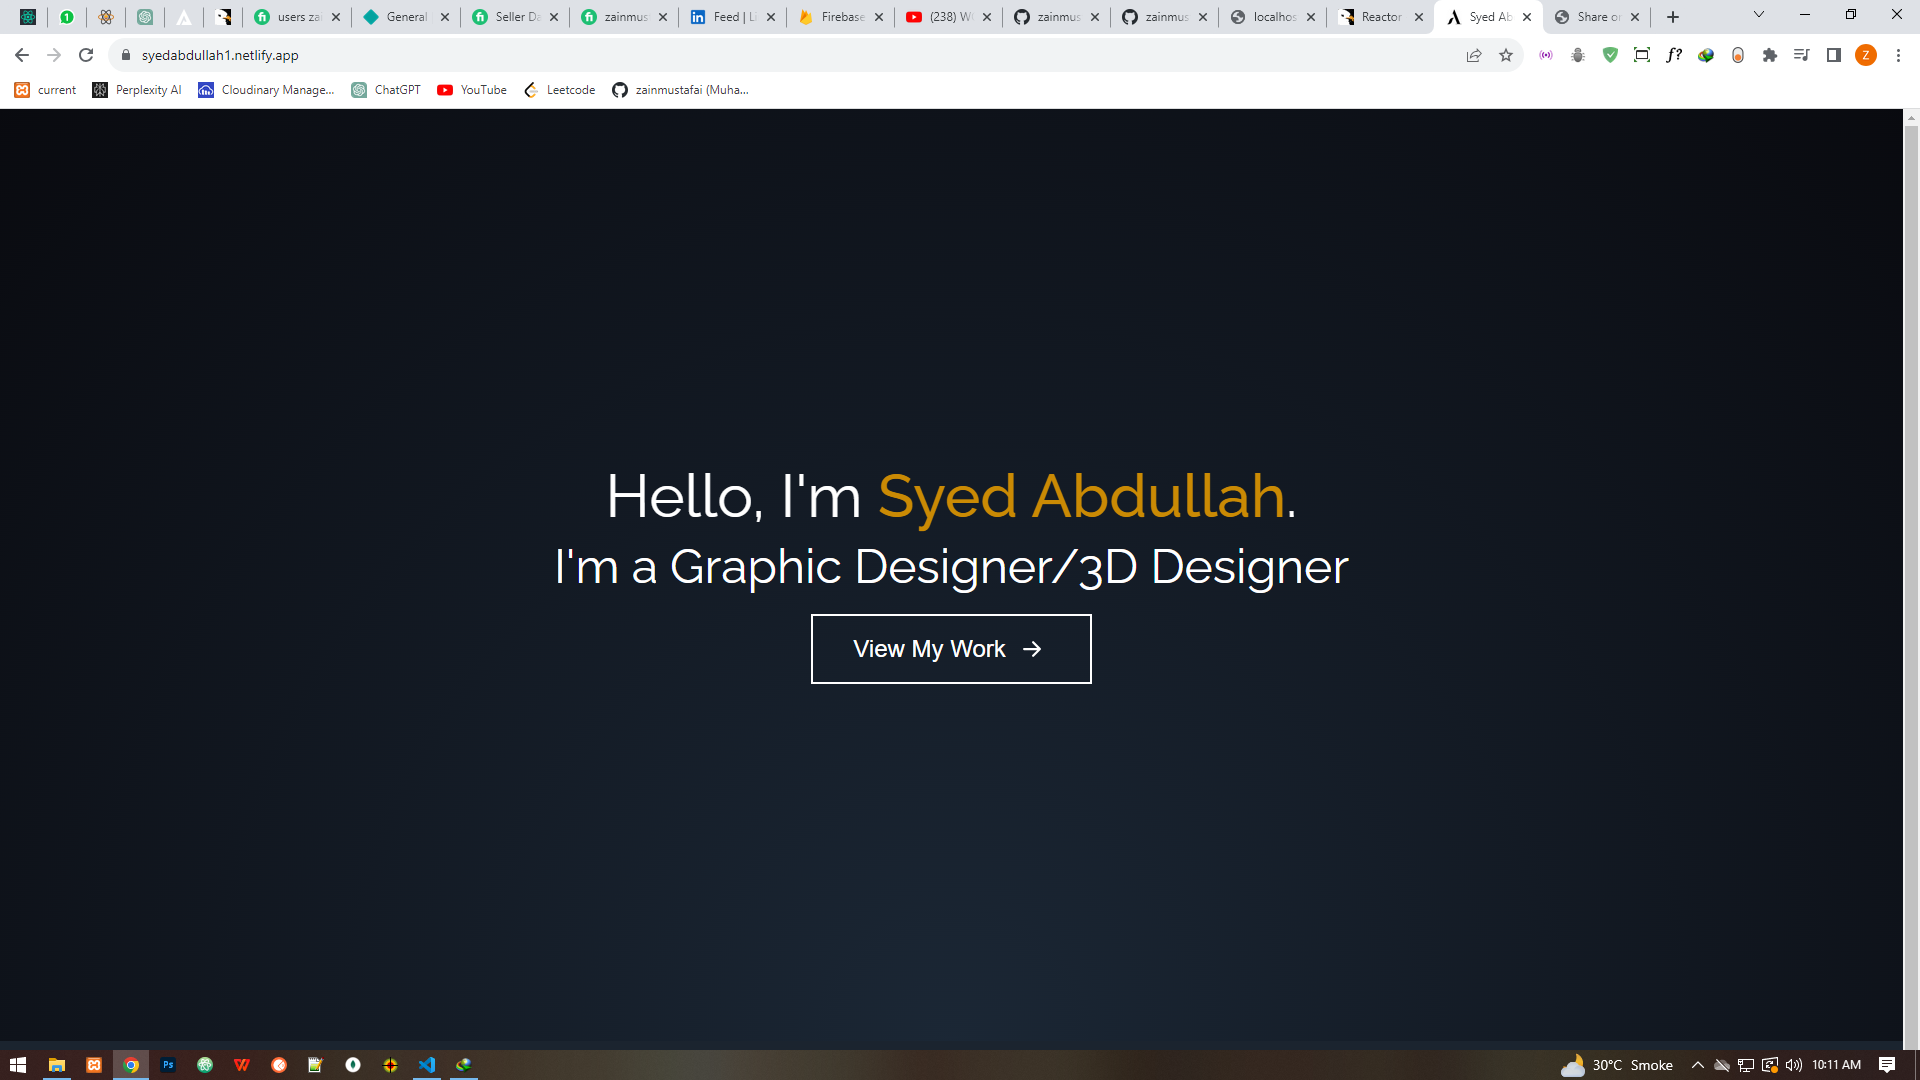 users za
General
Seller Da
zainmus
Feed | Li
Firebase
(238) W
zainmus
zainmus
localhos
Reactor
Syed Ab
Share o
syedabdullah1.netlify.app
f?
Z
current
Perplexity AI
Cloudinary Manage...
ChatGPT
YouTube
Leetcode
zainmustafai (Muha...
Hello, I'm Syed Abdullah.
I'm a Graphic Designer/3D Designer
View My Work →
30°C Smoke
10:11 AM